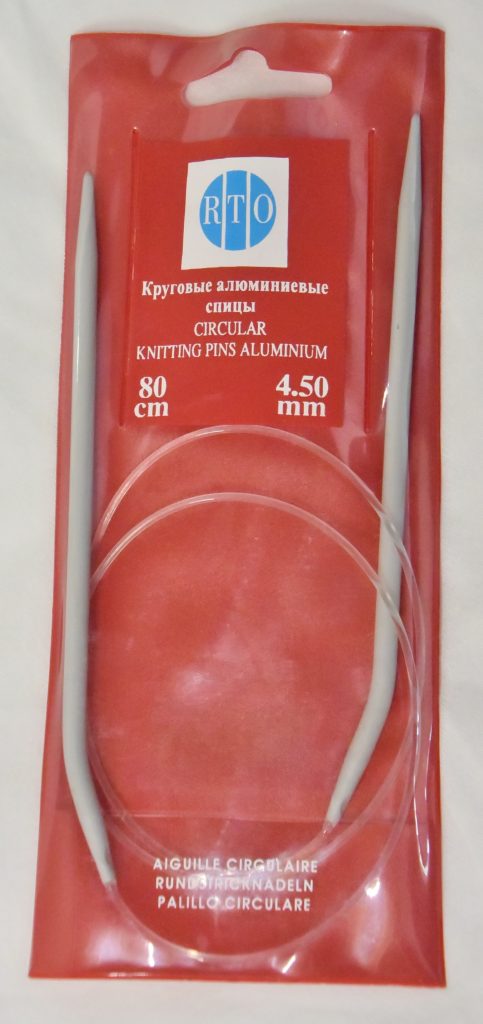 RTO
Круговые алюминиевые
спицы
CIRCULAR
KNITTING PINS ALUMINIUM
80 4.50
cm mm
AIGUILLE CIRCULAIRE
RUNDSTRICKNADELN
PALILLO CIRCULARE